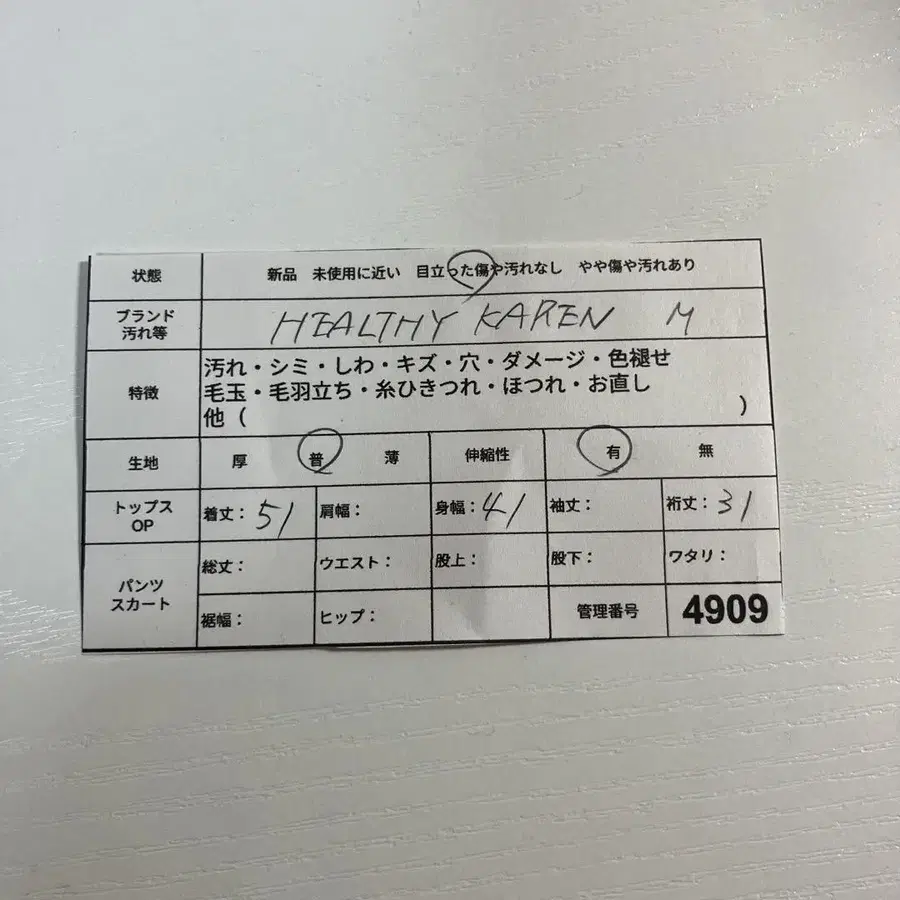 状態 新品 未使用に近い 目立った傷や汚れなし やや傷や汚れあり
ブランド
汚れ等
HEALTHY KAREN M
特徴
汚れ・シミ・しわ・キズ・穴・ダメージ・色褪せ
毛玉・毛羽立ち・糸ひきつれ・ほつれ・お直し
他（ ）
生地 厚 普 薄 伸縮性 有 無
トップス
OP
着丈：51 肩幅： 身幅：41 袖丈： 裄丈：31
パンツ
スカート
総丈： ウエスト： 股上： 股下： ワタリ：
裾幅： ヒップ： 管理番号 4909